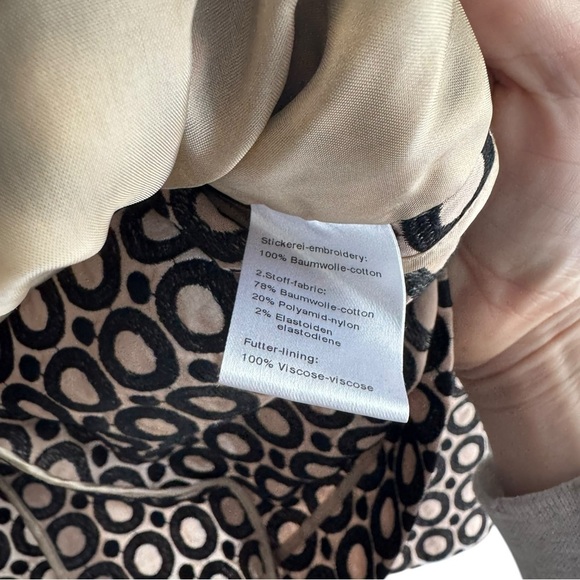 Stickerei-embroidery:
100% Baumwolle-cotton
2.Stoff-fabric:
78% Baumwolle-cotton
20% Polyamid-nylon
2% Elastoiden
elastodiene
Futter-lining:
100% Viscose-viscose